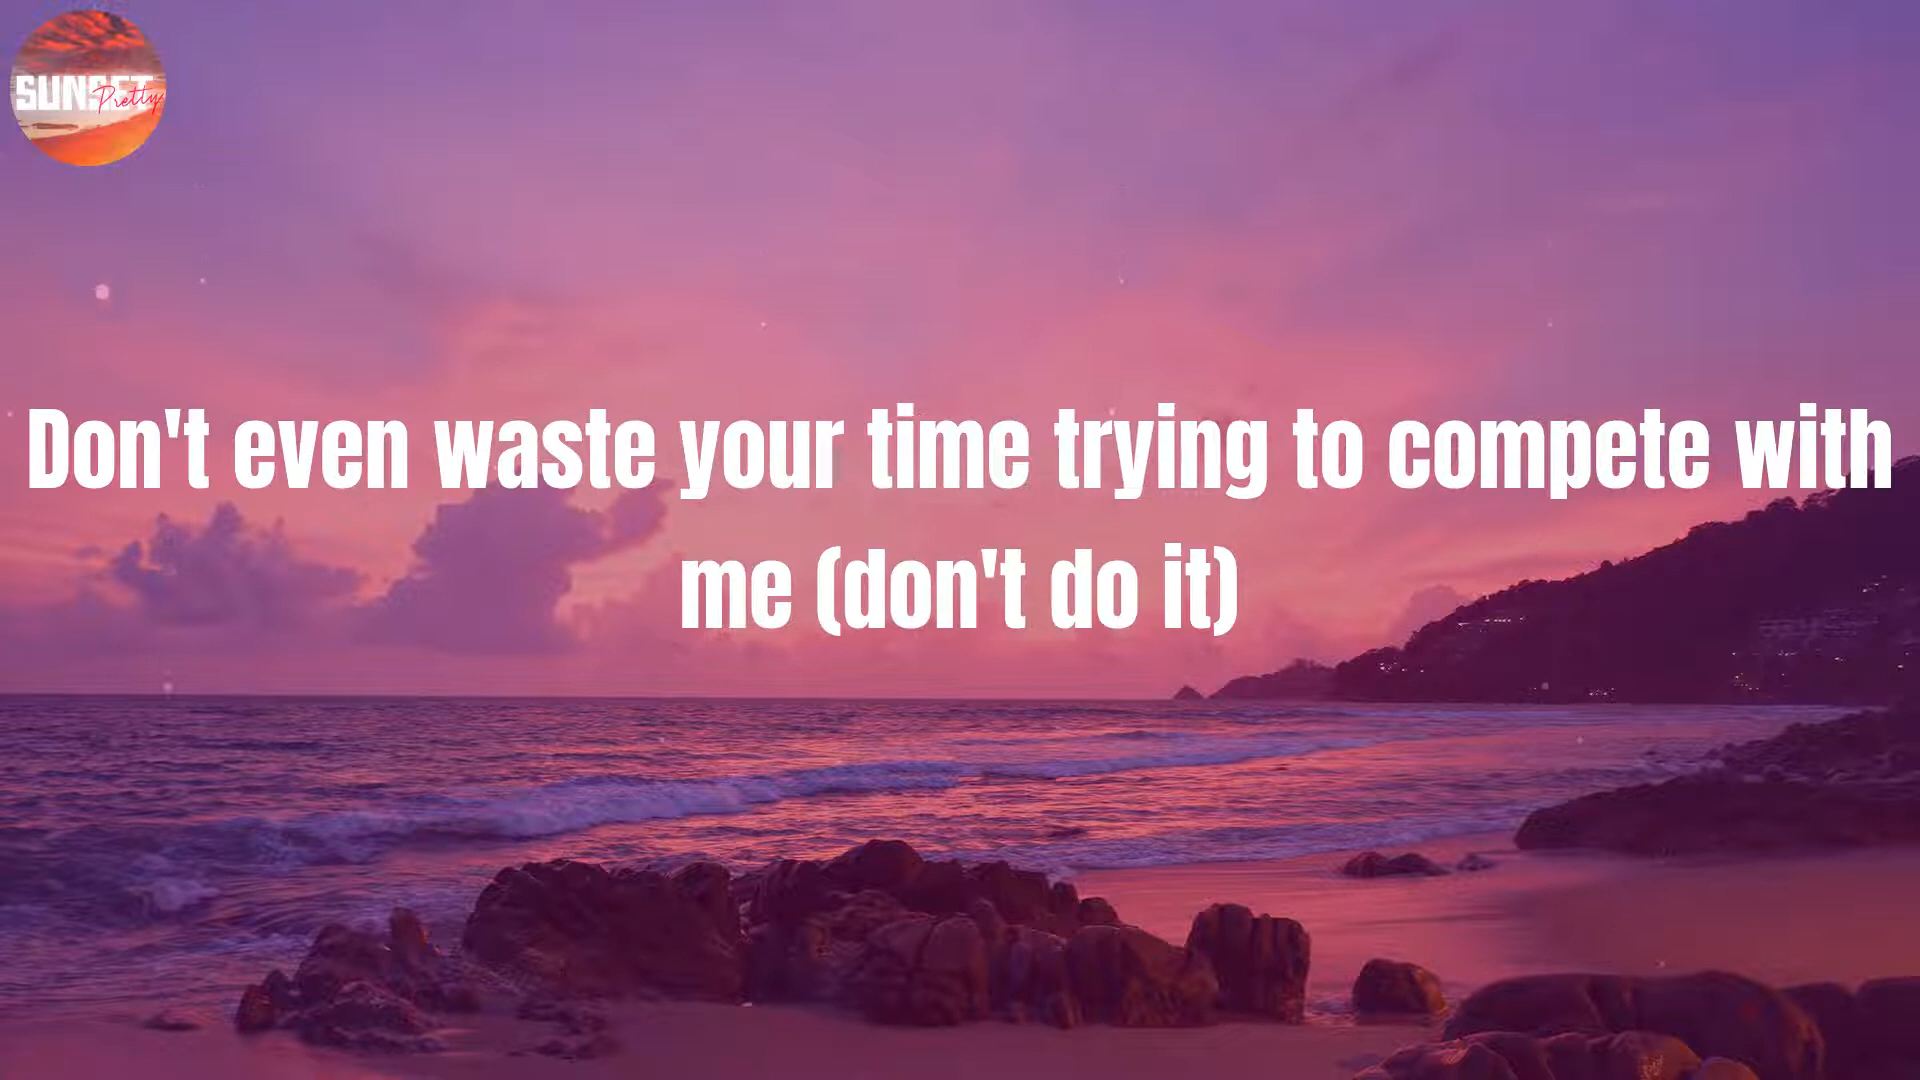 SUNSET
Pretty
Don't even waste your time trying to compete with
me (don't do it)